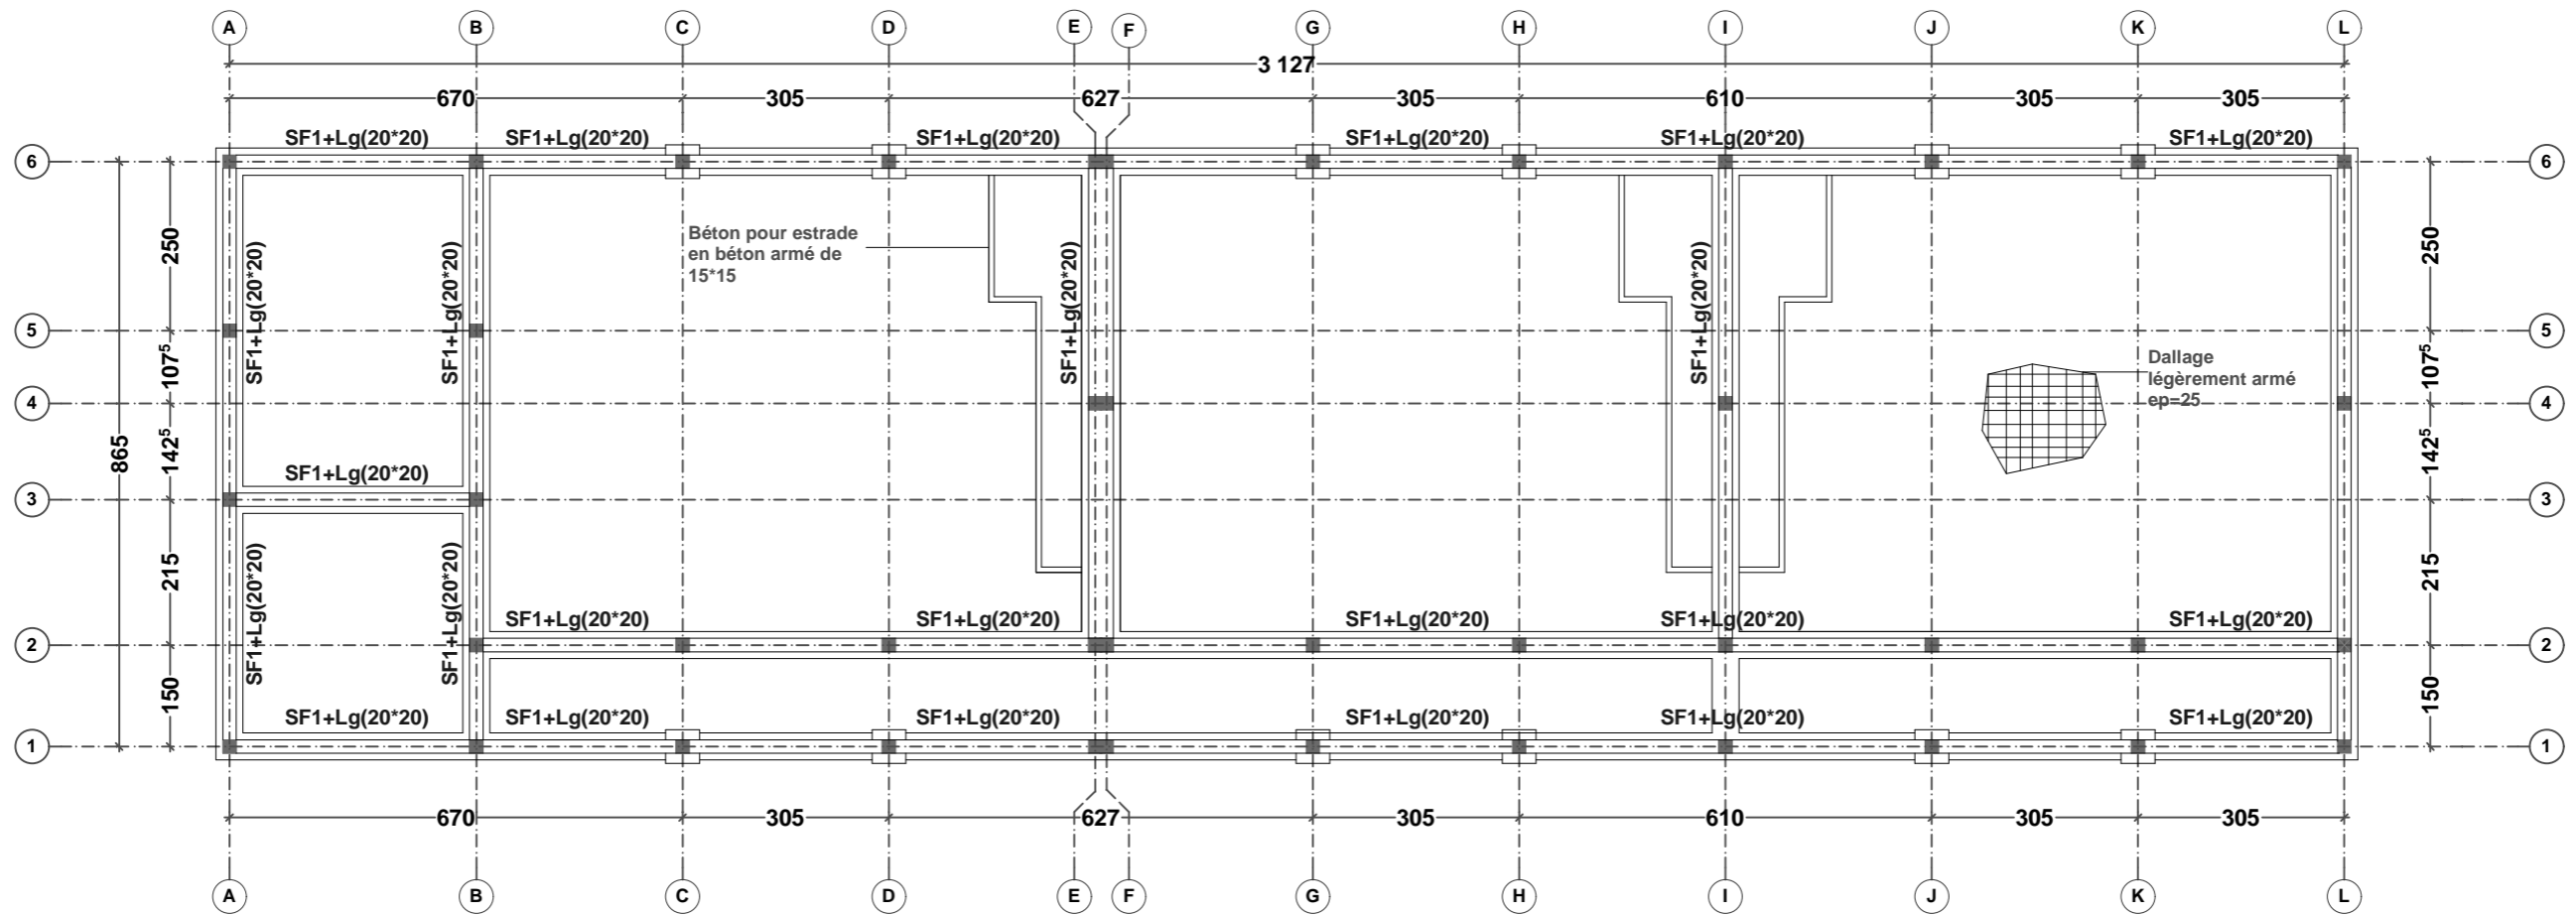 A B C D E F G H I J K L
3 127
670 305 627 305 610 305 305
SF1+Lg(20*20) SF1+Lg(20*20) SF1+Lg(20*20) SF1+Lg(20*20) SF1+Lg(20*20) SF1+Lg(20*20)
6 6
250 250
SF1+Lg(20*20) SF1+Lg(20*20) SF1+Lg(20*20) SF1+Lg(20*20)
Béton pour estrade
en béton armé de
15*15
5 5
107⁵ 107⁵
Dallage
légèrement armé
ep=25
4 4
865
142⁵ 142⁵
SF1+Lg(20*20)
3 3
215 215
SF1+Lg(20*20) SF1+Lg(20*20)
SF1+Lg(20*20) SF1+Lg(20*20) SF1+Lg(20*20) SF1+Lg(20*20) SF1+Lg(20*20)
2 2
150 150
SF1+Lg(20*20) SF1+Lg(20*20) SF1+Lg(20*20) SF1+Lg(20*20) SF1+Lg(20*20) SF1+Lg(20*20)
1 1
670 305 627 305 610 305 305
A B C D E F G H I J K L